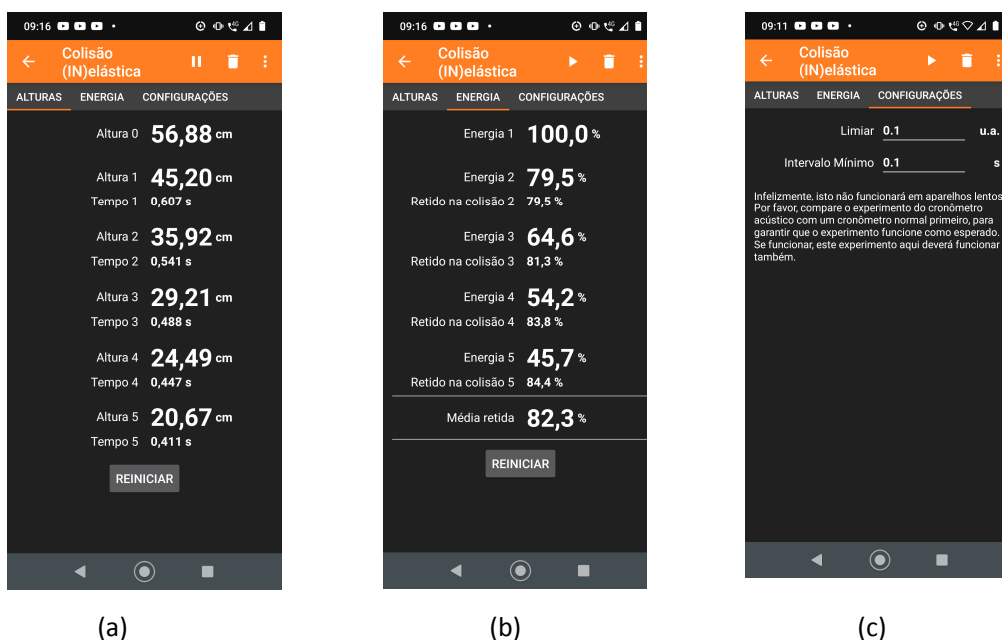 09:16
Colisão
(IN)elástica
ALTURAS ENERGIA CONFIGURAÇÕES
Altura 0 56,88 cm
Altura 1 45,20 cm
Tempo 1 0,607 s
Altura 2 35,92 cm
Tempo 2 0,541 s
Altura 3 29,21 cm
Tempo 3 0,488 s
Altura 4 24,49 cm
Tempo 4 0,447 s
Altura 5 20,67 cm
Tempo 5 0,411 s
REINICIAR
(a)
09:16
Colisão
(IN)elástica
ALTURAS ENERGIA CONFIGURAÇÕES
Energia 1 100,0 %
Energia 2 79,5 %
Retido na colisão 2 79,5 %
Energia 3 64,6 %
Retido na colisão 3 81,3 %
Energia 4 54,2 %
Retido na colisão 4 83,8 %
Energia 5 45,7 %
Retido na colisão 5 84,4 %
Média retida 82,3 %
REINICIAR
(b)
09:11
Colisão
(IN)elástica
ALTURAS ENERGIA CONFIGURAÇÕES
Limiar 0.1 u.a.
Intervalo Mínimo 0.1 s
Infelizmente, isto não funcionará em aparelhos lentos
Por favor, compare o experimento do cronômetro
acústico com um cronômetro normal primeiro, para
garantir que o experimento funcione como esperado.
Se funcionar, este experimento aqui deverá funcionar
também.
(c)